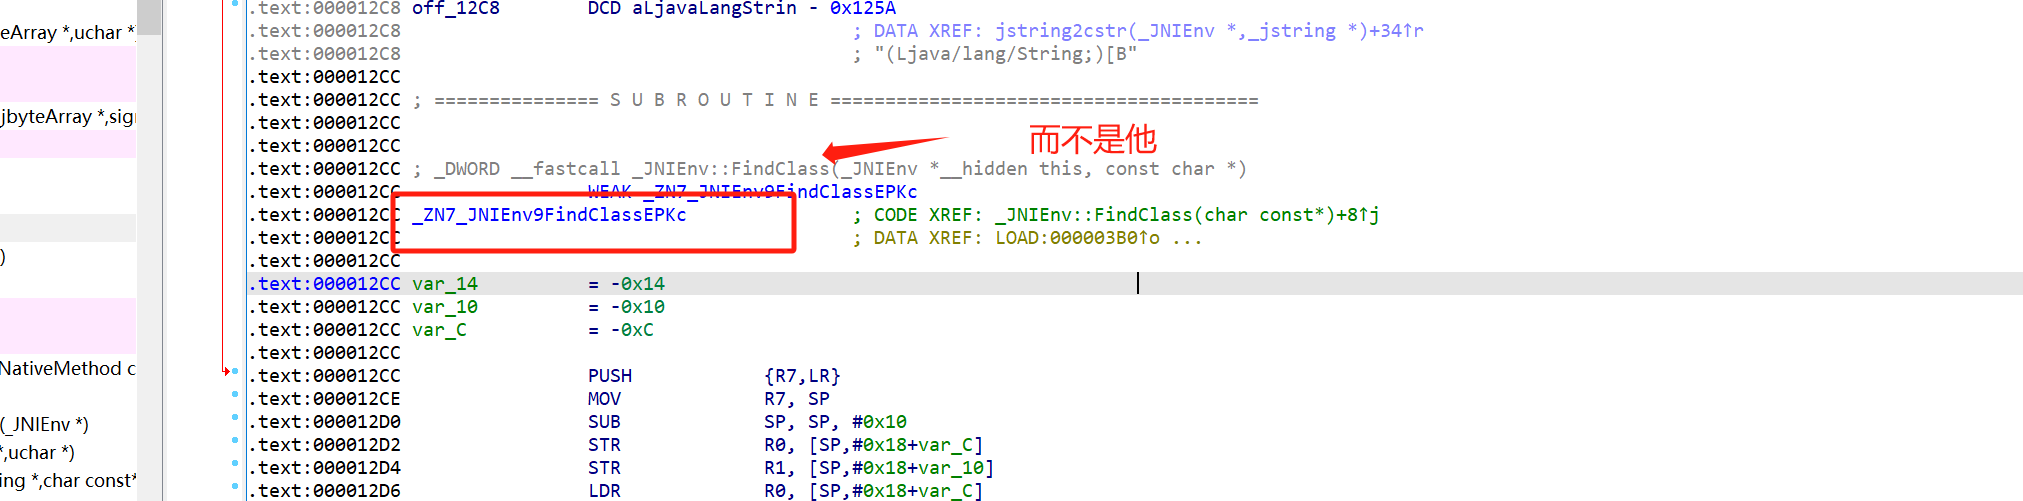 .text:000012C8 off_12C8        DCD aLjavaLangStrin - 0x125A
eArray *,uchar *
.text:000012C8 ; DATA XREF: jstring2cstr(_JNIEnv *,_jstring *)+34↑r
.text:000012C8 ; "(Ljava/lang/String;)[B"
.text:000012CC
.text:000012CC ; =============== S U B R O U T I N E =======================================
jbyteArray *,sig
.text:000012CC
而不是他
.text:000012CC
.text:000012CC ; _DWORD __fastcall _JNIEnv::FindClass(_JNIEnv *__hidden this, const char *)
.text:000012CC                 WEAK _ZN7_JNIEnv9FindClassEPKc
.text:000012CC _ZN7_JNIEnv9FindClassEPKc               ; CODE XREF: _JNIEnv::FindClass(char const*)+8↑j
.text:000012CC                                         ; DATA XREF: LOAD:000003B0↑o ...
)
.text:000012CC
.text:000012CC var_14          = -0x14
.text:000012CC var_10          = -0x10
.text:000012CC var_C           = -0xC
.text:000012CC
NativeMethod c
.text:000012CC                 PUSH            {R7,LR}
.text:000012CE                 MOV             R7, SP
.text:000012D0                 SUB             SP, SP, #0x10
(_JNIEnv *)
.text:000012D2                 STR             R0, [SP,#0x18+var_C]
*,uchar *)
.text:000012D4                 STR             R1, [SP,#0x18+var_10]
ing *,char const*
.text:000012D6                 LDR             R0, [SP,#0x18+var_C]